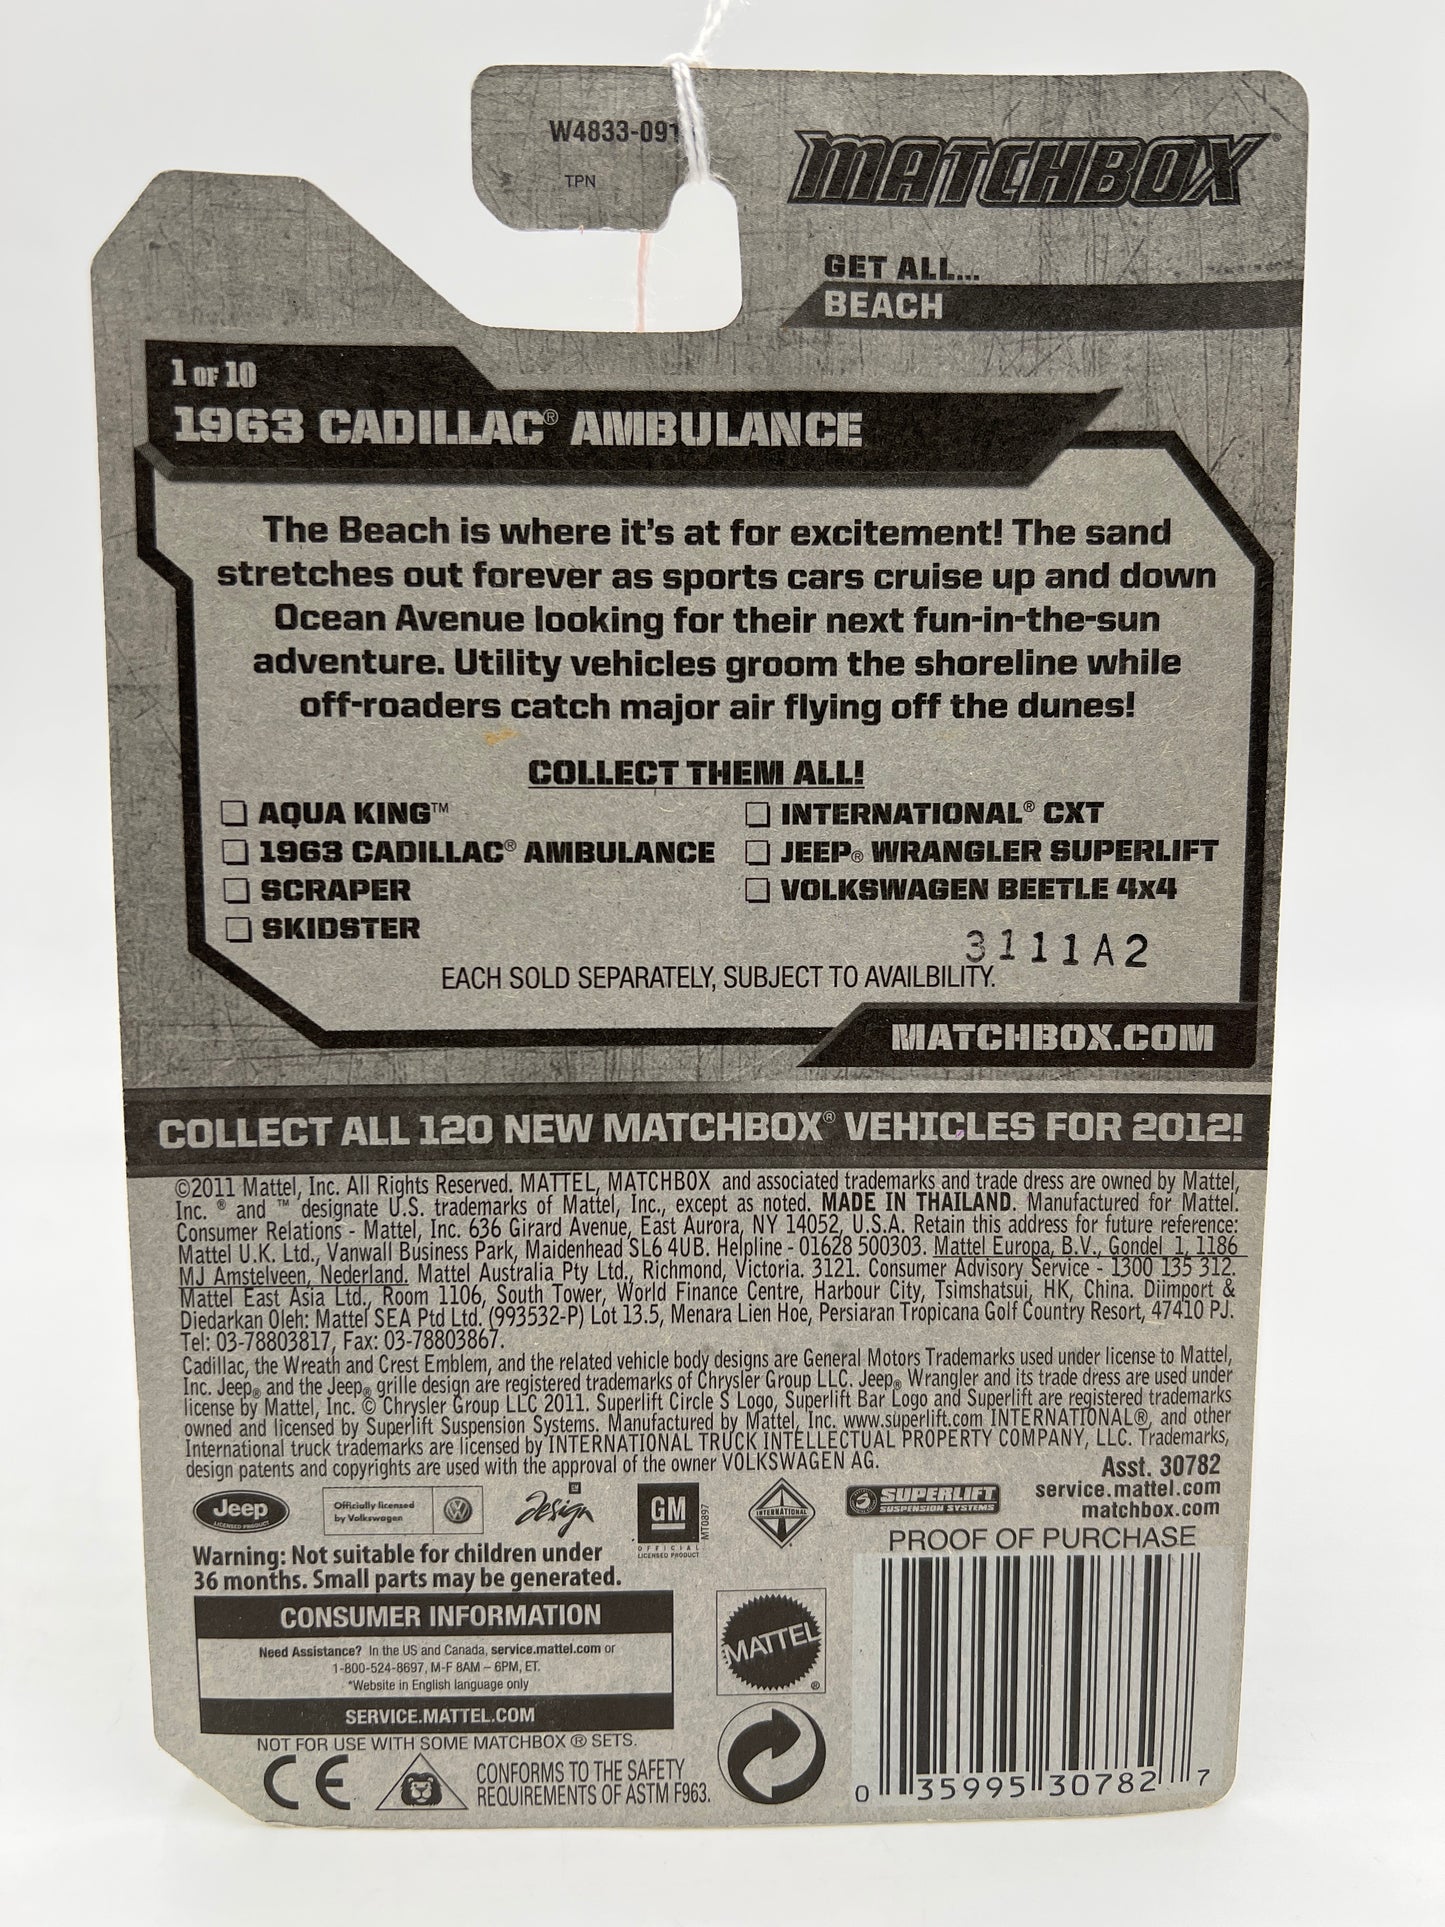 W4833-091
TPN
MATCHBOX®
GET ALL...
BEACH
1 OF 10
1963 CADILLAC® AMBULANCE
The Beach is where it's at for excitement! The sand
stretches out forever as sports cars cruise up and down
Ocean Avenue looking for their next fun-in-the-sun
adventure. Utility vehicles groom the shoreline while
off-roaders catch major air flying off the dunes!
COLLECT THEM ALL!
AQUA KING™
1963 CADILLAC® AMBULANCE
SCRAPER
SKIDSTER
INTERNATIONAL® CXT
JEEP® WRANGLER SUPERLIFT
VOLKSWAGEN BEETLE 4x4
3111A2
EACH SOLD SEPARATELY, SUBJECT TO AVAILBILITY.
MATCHBOX.COM
COLLECT ALL 120 NEW MATCHBOX® VEHICLES FOR 2012!
©2011 Mattel, Inc. All Rights Reserved. MATTEL, MATCHBOX and associated trademarks and trade dress are owned by Mattel,
Inc. ® and ™ designate U.S. trademarks of Mattel, Inc., except as noted. MADE IN THAILAND. Manufactured for Mattel.
Consumer Relations - Mattel, Inc. 636 Girard Avenue, East Aurora, NY 14052, U.S.A. Retain this address for future reference:
Mattel U.K. Ltd., Vanwall Business Park, Maidenhead SL6 4UB. Helpline - 01628 500303. Mattel Europa, B.V., Gondel 1, 1186
MJ Amstelveen, Nederland. Mattel Australia Pty Ltd., Richmond, Victoria. 3121. Consumer Advisory Service - 1300 135 312.
Mattel East Asia Ltd., Room 1106, South Tower, World Finance Centre, Harbour City, Tsimshatsui, HK, China. Diimport &
Diedarkan Oleh: Mattel SEA Ptd Ltd. (993532-P) Lot 13.5, Menara Lien Hoe, Persiaran Tropicana Golf Country Resort, 47410 PJ.
Tel: 03-78803817, Fax: 03-78803867.
Cadillac, the Wreath and Crest Emblem, and the related vehicle body designs are General Motors Trademarks used under license to Mattel,
Inc. Jeep® and the Jeep® grille design are registered trademarks of Chrysler Group LLC. Jeep® Wrangler and its trade dress are used under
license by Mattel, Inc. © Chrysler Group LLC 2011. Superlift Circle S Logo, Superlift Bar Logo and Superlift are registered trademarks
owned and licensed by Superlift Suspension Systems. Manufactured by Mattel, Inc. www.superlift.com INTERNATIONAL®, and other
International truck trademarks are licensed by INTERNATIONAL TRUCK INTELLECTUAL PROPERTY COMPANY, LLC. Trademarks,
design patents and copyrights are used with the approval of the owner VOLKSWAGEN AG.
Asst. 30782
service.mattel.com
matchbox.com
Jeep
LICENSED PRODUCT
Officially licensed
by Volkswagen
GM
Design
GM
OFFICIAL
LICENSED PRODUCT
MT0897
INTERNATIONAL
SUPERLIFT
SUSPENSION SYSTEMS
PROOF OF PURCHASE
Warning: Not suitable for children under
36 months. Small parts may be generated.
CONSUMER INFORMATION
Need Assistance? In the US and Canada, service.mattel.com or
1-800-524-8697, M-F 8AM – 6PM, ET.
*Website in English language only
SERVICE.MATTEL.COM
NOT FOR USE WITH SOME MATCHBOX ® SETS.
CE
CONFORMS TO THE SAFETY
REQUIREMENTS OF ASTM F963.
MATTEL
®
0 35995 30782 7